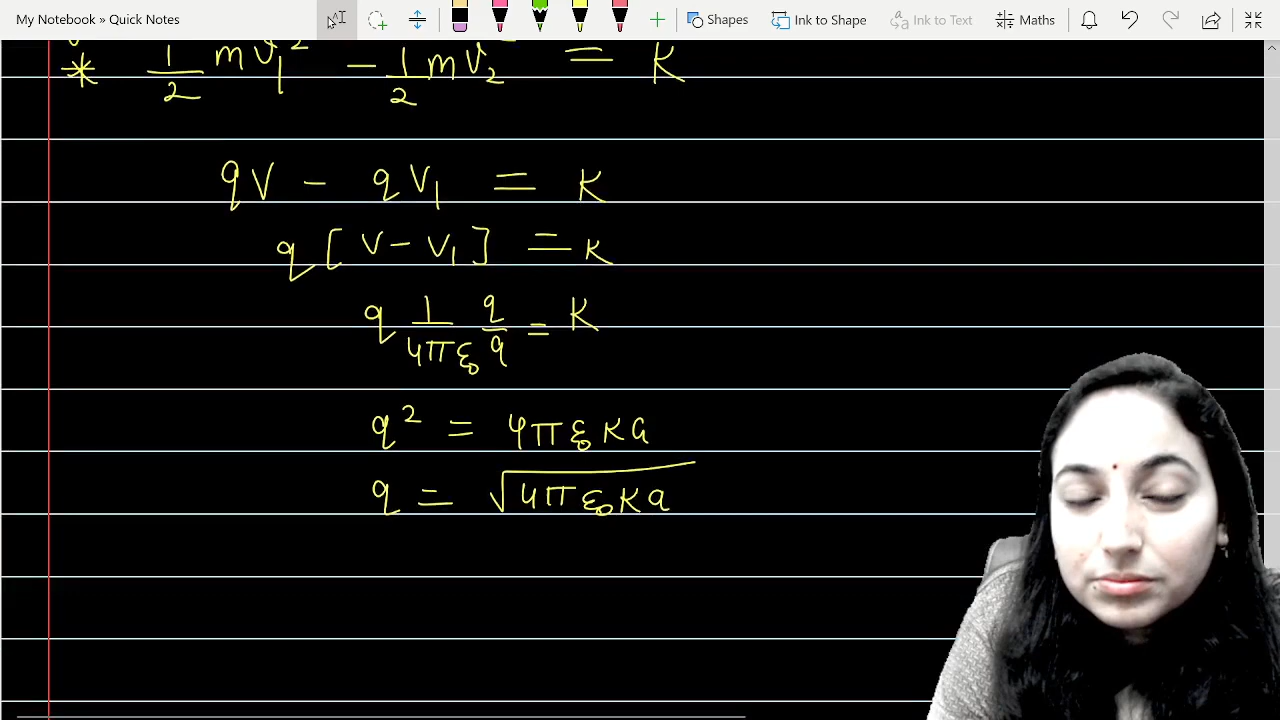 My Notebook » Quick Notes
Shapes Ink to Shape Ink to Text Maths
* 1/2 mv₁² − 1/2 mv₂² = K
qV − qV₁ = K
q[V − V₁] = K
q 1/4πε₀ q/q = K
q² = 4πε₀Ka
q = √4πε₀Ka